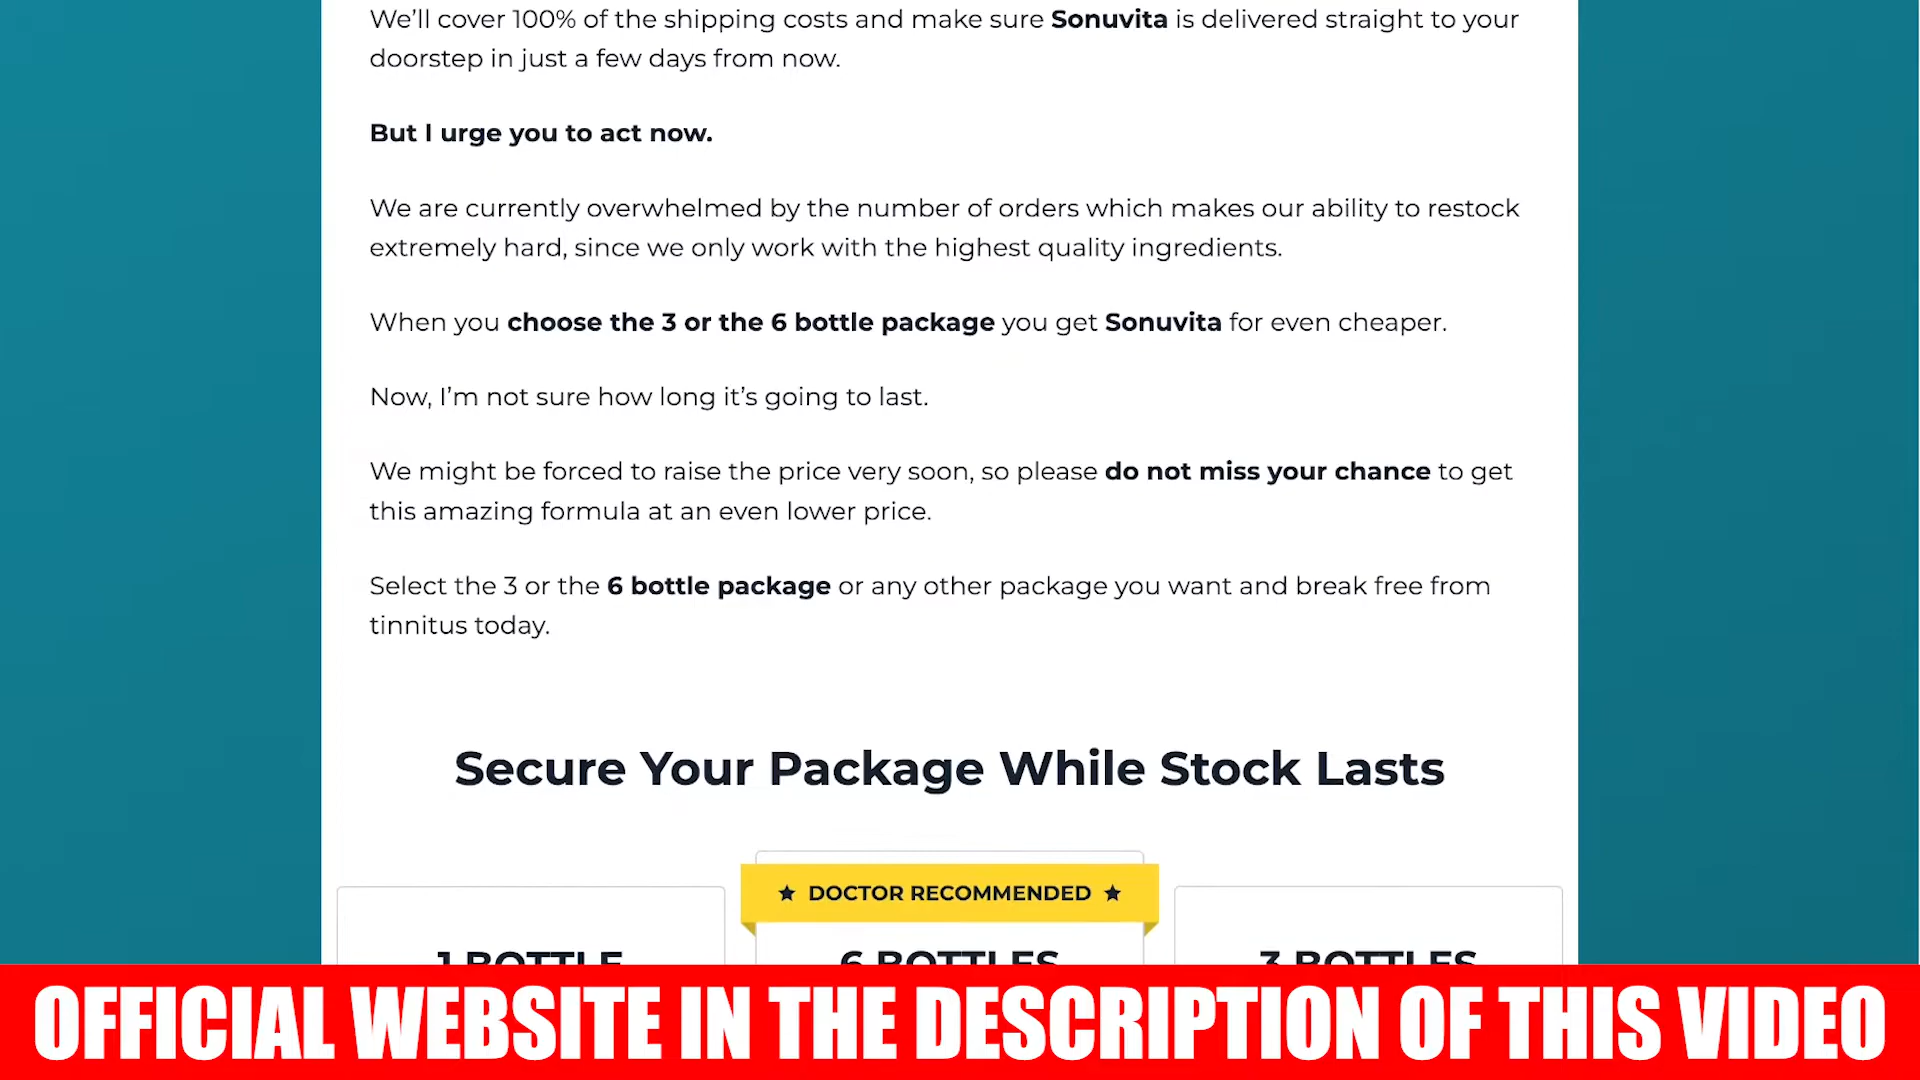 We’ll cover 100% of the shipping costs and make sure Sonuvita is delivered straight to your
doorstep in just a few days from now.
But I urge you to act now.
We are currently overwhelmed by the number of orders which makes our ability to restock
extremely hard, since we only work with the highest quality ingredients.
When you choose the 3 or the 6 bottle package you get Sonuvita for even cheaper.
Now, I’m not sure how long it’s going to last.
We might be forced to raise the price very soon, so please do not miss your chance to get
this amazing formula at an even lower price.
Select the 3 or the 6 bottle package or any other package you want and break free from
tinnitus today.
Secure Your Package While Stock Lasts
★ DOCTOR RECOMMENDED ★
1 BOTTLE
6 BOTTLES
3 BOTTLES
OFFICIAL WEBSITE IN THE DESCRIPTION OF THIS VIDEO